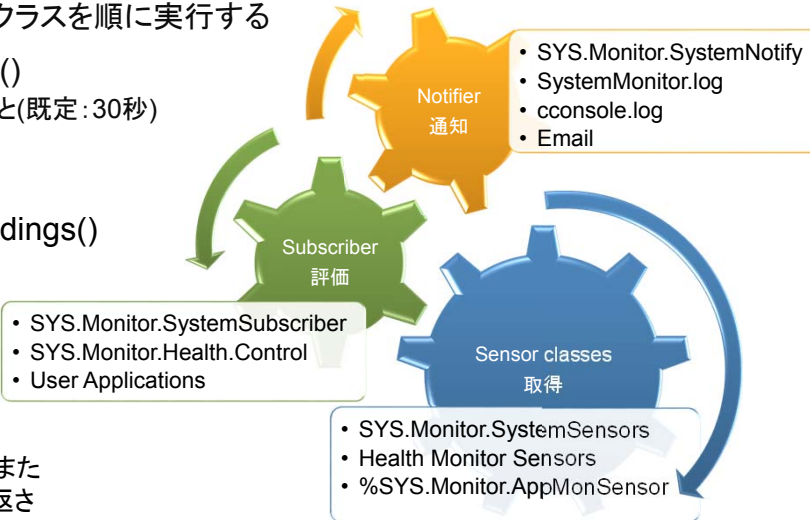 クラスを順に実行する
()
と(既定：30秒)
dings()
また
返さ
Notifier
通知
• SYS.Monitor.SystemNotify
• SystemMonitor.log
• cconsole.log
• Email
Subscriber
評価
• SYS.Monitor.SystemSubscriber
• SYS.Monitor.Health.Control
• User Applications
Sensor classes
取得
• SYS.Monitor.SystemSensors
• Health Monitor Sensors
• %SYS.Monitor.AppMonSensor